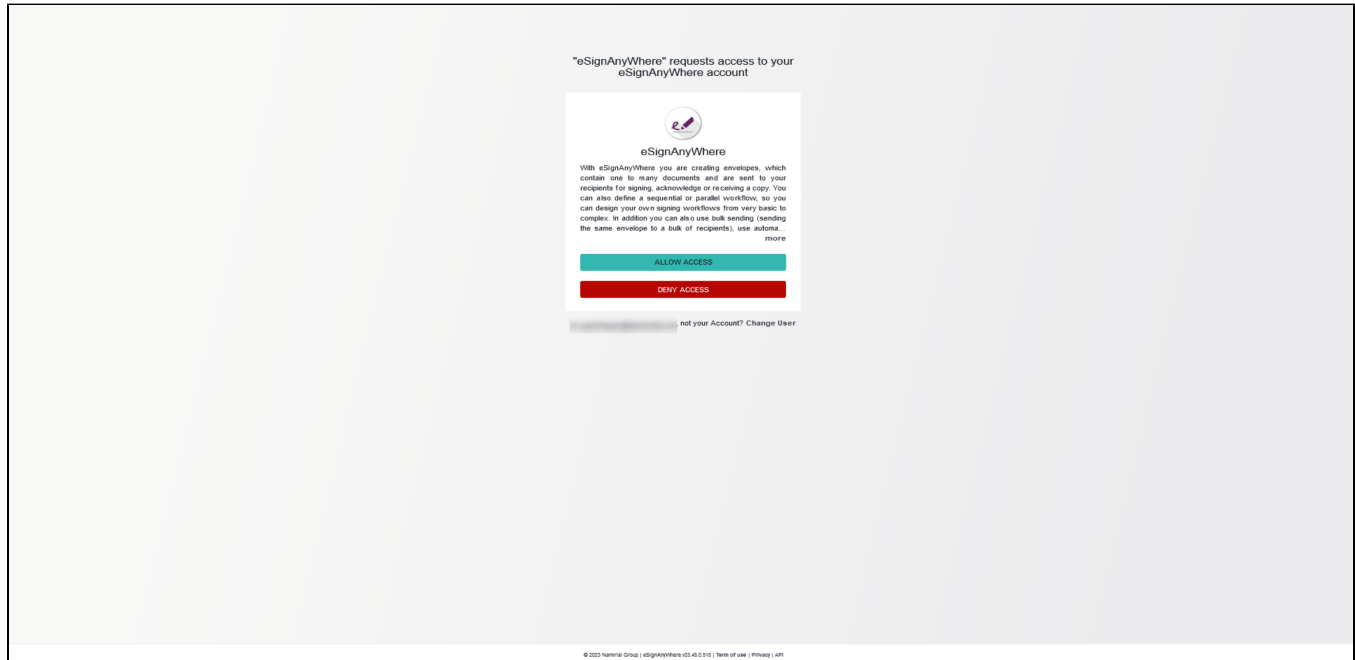 "eSignAnyWhere" requests access to your
eSignAnyWhere account
e.
eSignAnyWhere
With eSignAnyWhere you are creating envelopes, which
contain one to many documents and are sent to your
recipients for signing, acknowledge or receiving a copy. You
can also define a sequential or parallel workflow, so you
can design your own signing workflows from very basic to
complex. In addition you can also use bulk sending (sending
the same envelope to a bulk of recipients), use automa...
more
ALLOW ACCESS
DENY ACCESS
, not your Account? Change User
© 2023 Namirial Group | eSignAnyWhere v23.45.0.518 | Term of use | Privacy | API